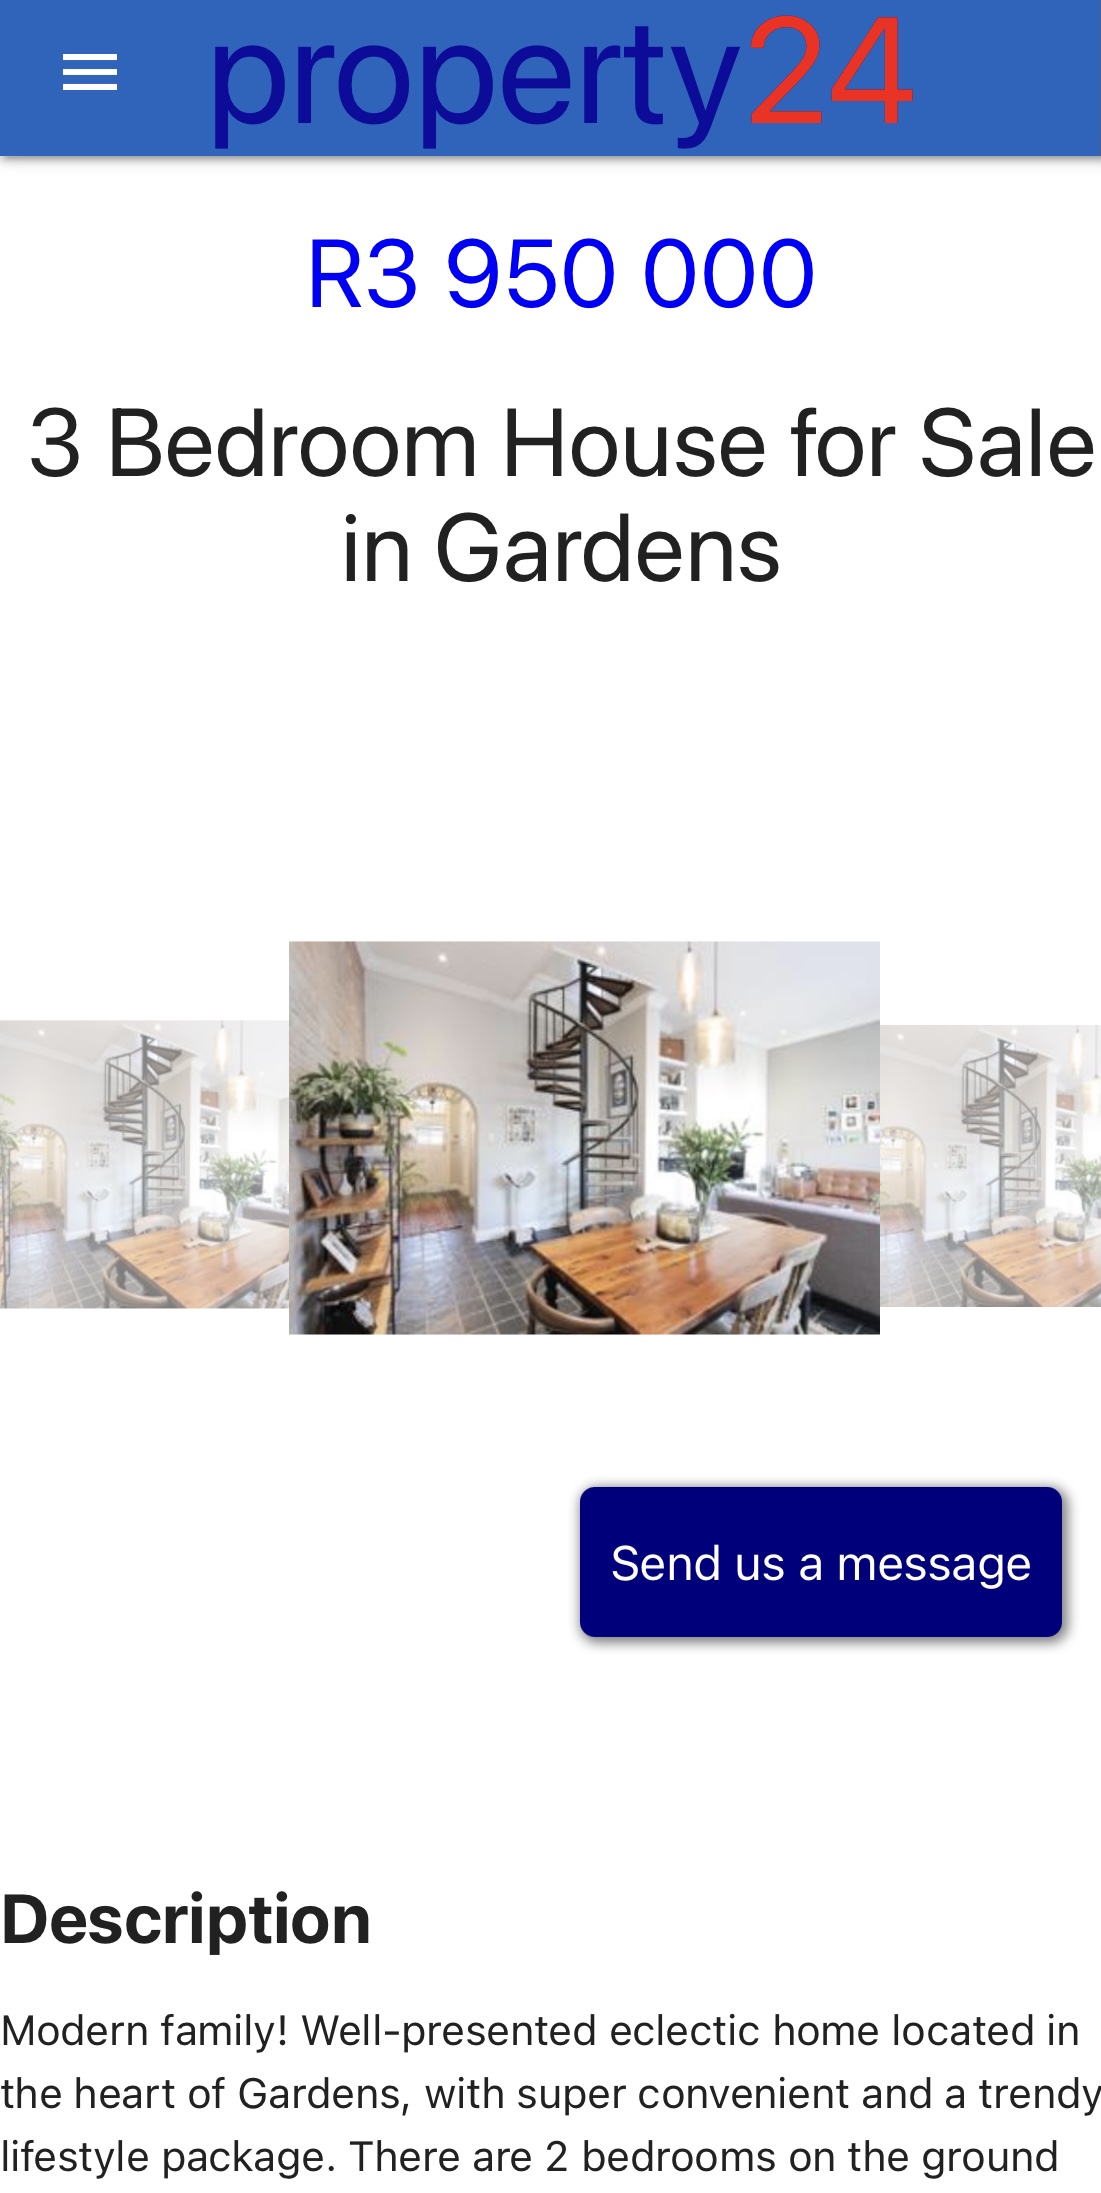 property24
R3 950 000
3 Bedroom House for Sale
in Gardens
Send us a message
Description
Modern family! Well-presented eclectic home located in
the heart of Gardens, with super convenient and a trendy
lifestyle package. There are 2 bedrooms on the ground